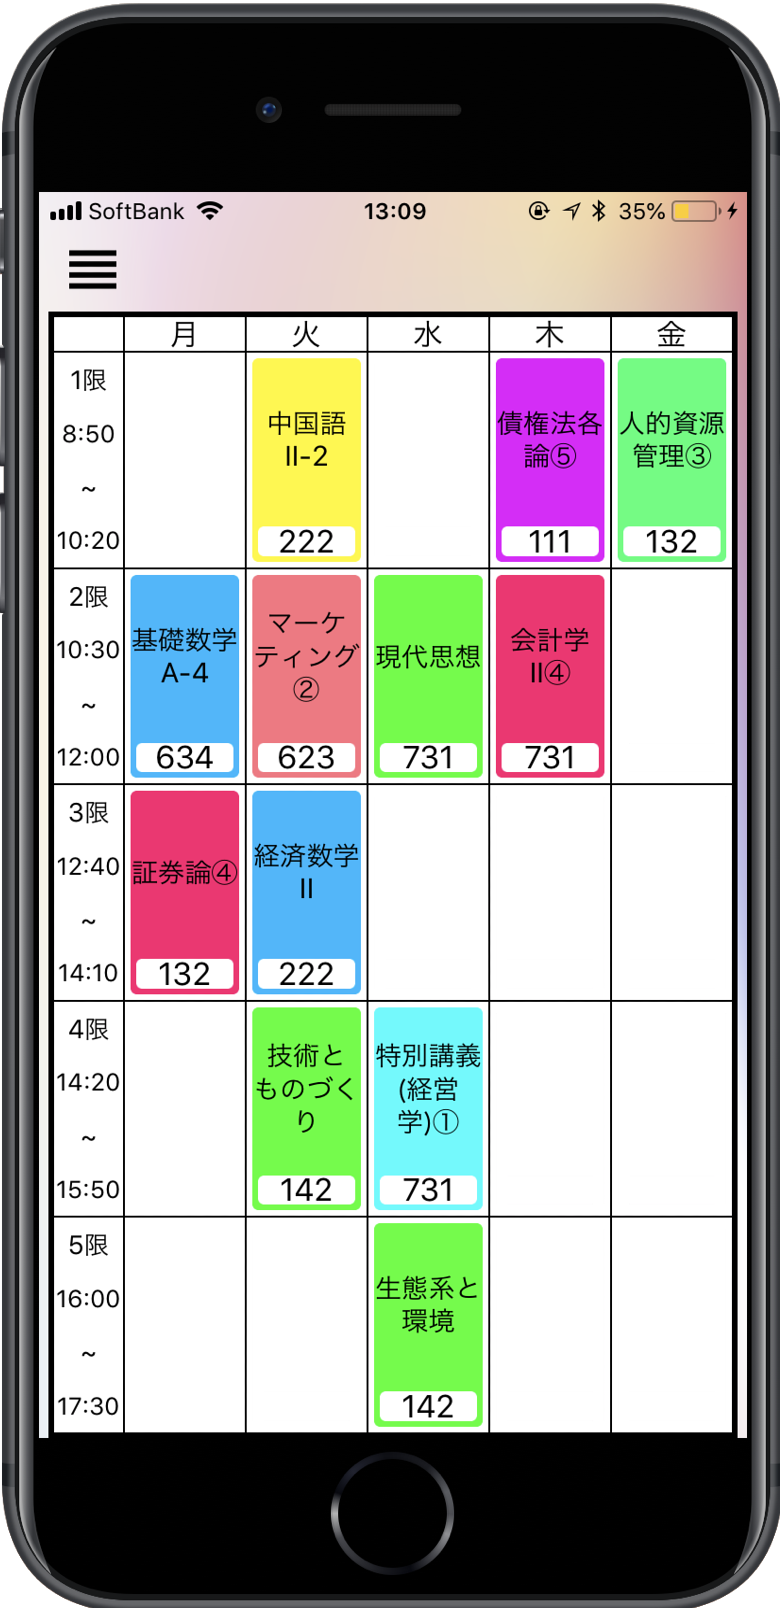 SoftBank 13:09 35%
月 火 水 木 金
1限
8:50
~
10:20
中国語
II-2
222
債権法各
論⑤
111
人的資源
管理③
132
2限
10:30
~
12:00
基礎数学
A-4
634
マーケ
ティング
②
623
現代思想
731
会計学
II④
731
3限
12:40
~
14:10
証券論④
132
経済数学
II
222
4限
14:20
~
15:50
技術と
ものづく
り
142
特別講義
(経営
学)①
731
5限
16:00
~
17:30
生態系と
環境
142